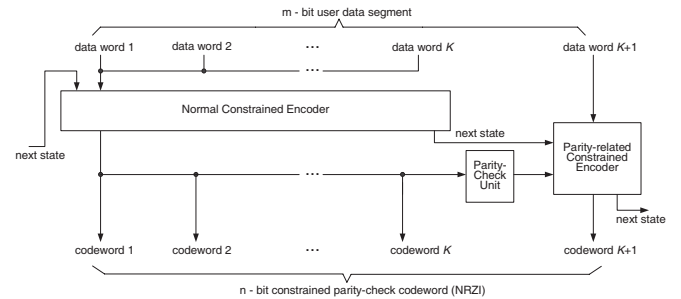 m - bit user data segment
data word 1 data word 2 ... data word K data word K+1
...
Normal Constrained Encoder
next state
next state
Parity-related
Constrained
Encoder
Parity-
Check
Unit
...
next state
codeword 1 codeword 2 ... codeword K codeword K+1
n - bit constrained parity-check codeword (NRZI)